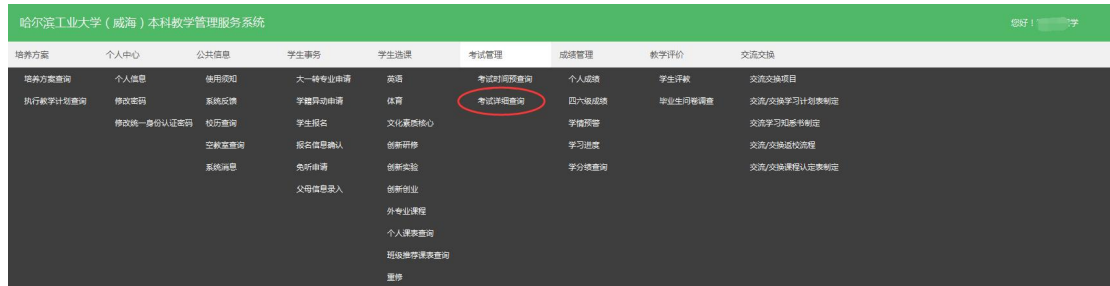 哈尔滨工业大学（威海）本科教学管理服务系统 您好！ 学
培养方案 个人中心 公共信息 学生事务 学生选课 考试管理 成绩管理 教学评价 交流交换
培养方案查询 个人信息 使用须知 大一转专业申请 英语 考试时间预查询 个人成绩 学生评教 交流交换项目
执行教学计划查询 修改密码 系统反馈 学籍异动申请 体育 考试详细查询 四六级成绩 毕业生问卷调查 交流/交换学习计划表制定
修改统一身份认证密码 校历查询 学生报名 文化素质核心 学情预警 交流学习知悉书制定
空教室查询 报名信息确认 创新研修 学习进度 交流/交换返校流程
系统消息 免听申请 创新实验 学分绩查询 交流/交换课程认定表制定
父母信息录入 创新创业
外专业课程
个人课表查询
班级推荐课表查询
重修